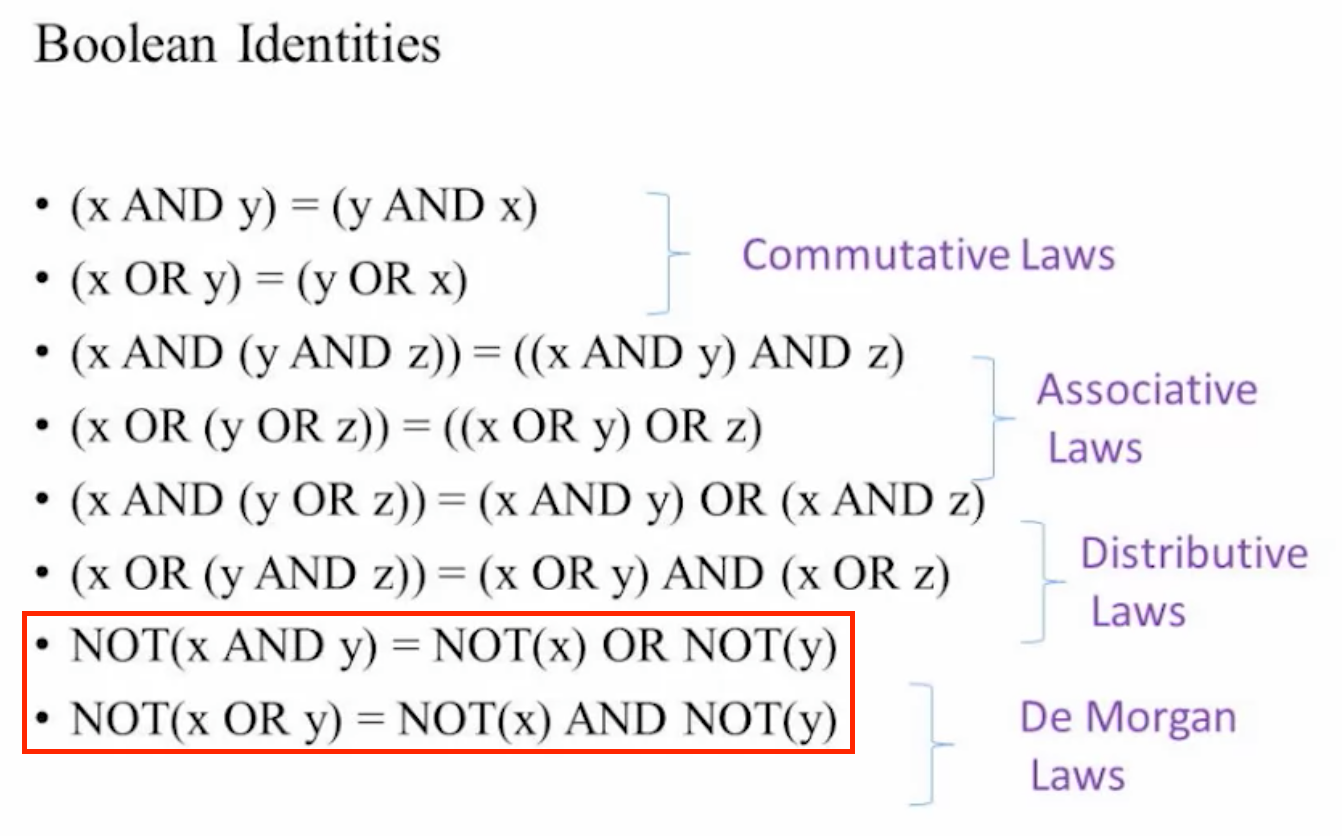 Boolean Identities
• (x AND y) = (y AND x)
• (x OR y) = (y OR x)
Commutative Laws
• (x AND (y AND z)) = ((x AND y) AND z)
• (x OR (y OR z)) = ((x OR y) OR z)
Associative
Laws
• (x AND (y OR z)) = (x AND y) OR (x AND z)
• (x OR (y AND z)) = (x OR y) AND (x OR z)
Distributive
Laws
• NOT(x AND y) = NOT(x) OR NOT(y)
• NOT(x OR y) = NOT(x) AND NOT(y)
De Morgan
Laws